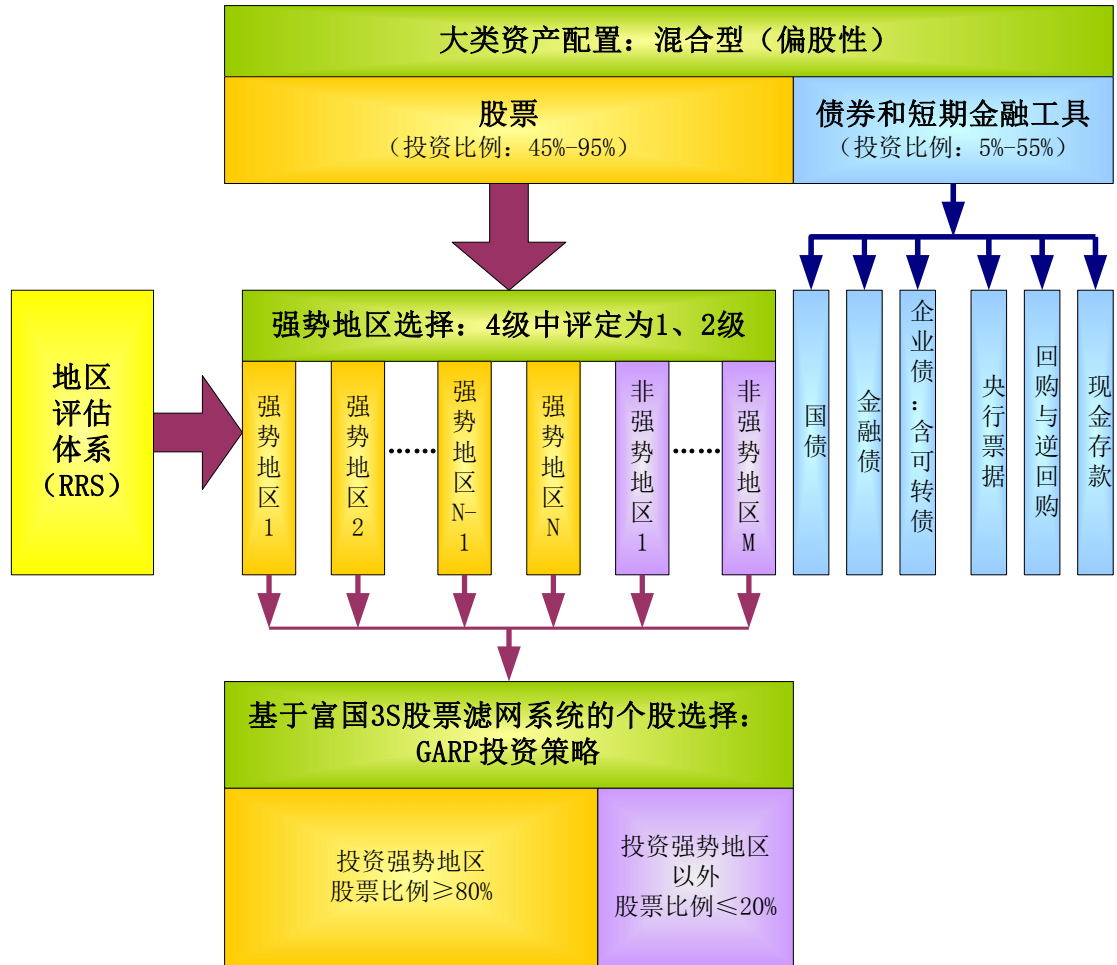 大类资产配置：混合型（偏股性）
股票
（投资比例：45%-95%）
债券和短期金融工具
（投资比例：5%-55%）
地区
评估
体系
（RRS）
强势地区选择：4级中评定为1、2级
强势地区1
强势地区2
……
强势地区N-1
强势地区N
非强势地区1
……
非强势地区M
国债
金融债
企业债：含可转债
央行票据
回购与逆回购
现金存款
基于富国3S股票滤网系统的个股选择：
GARP投资策略
投资强势地区
股票比例≥80%
投资强势地区
以外
股票比例≤20%